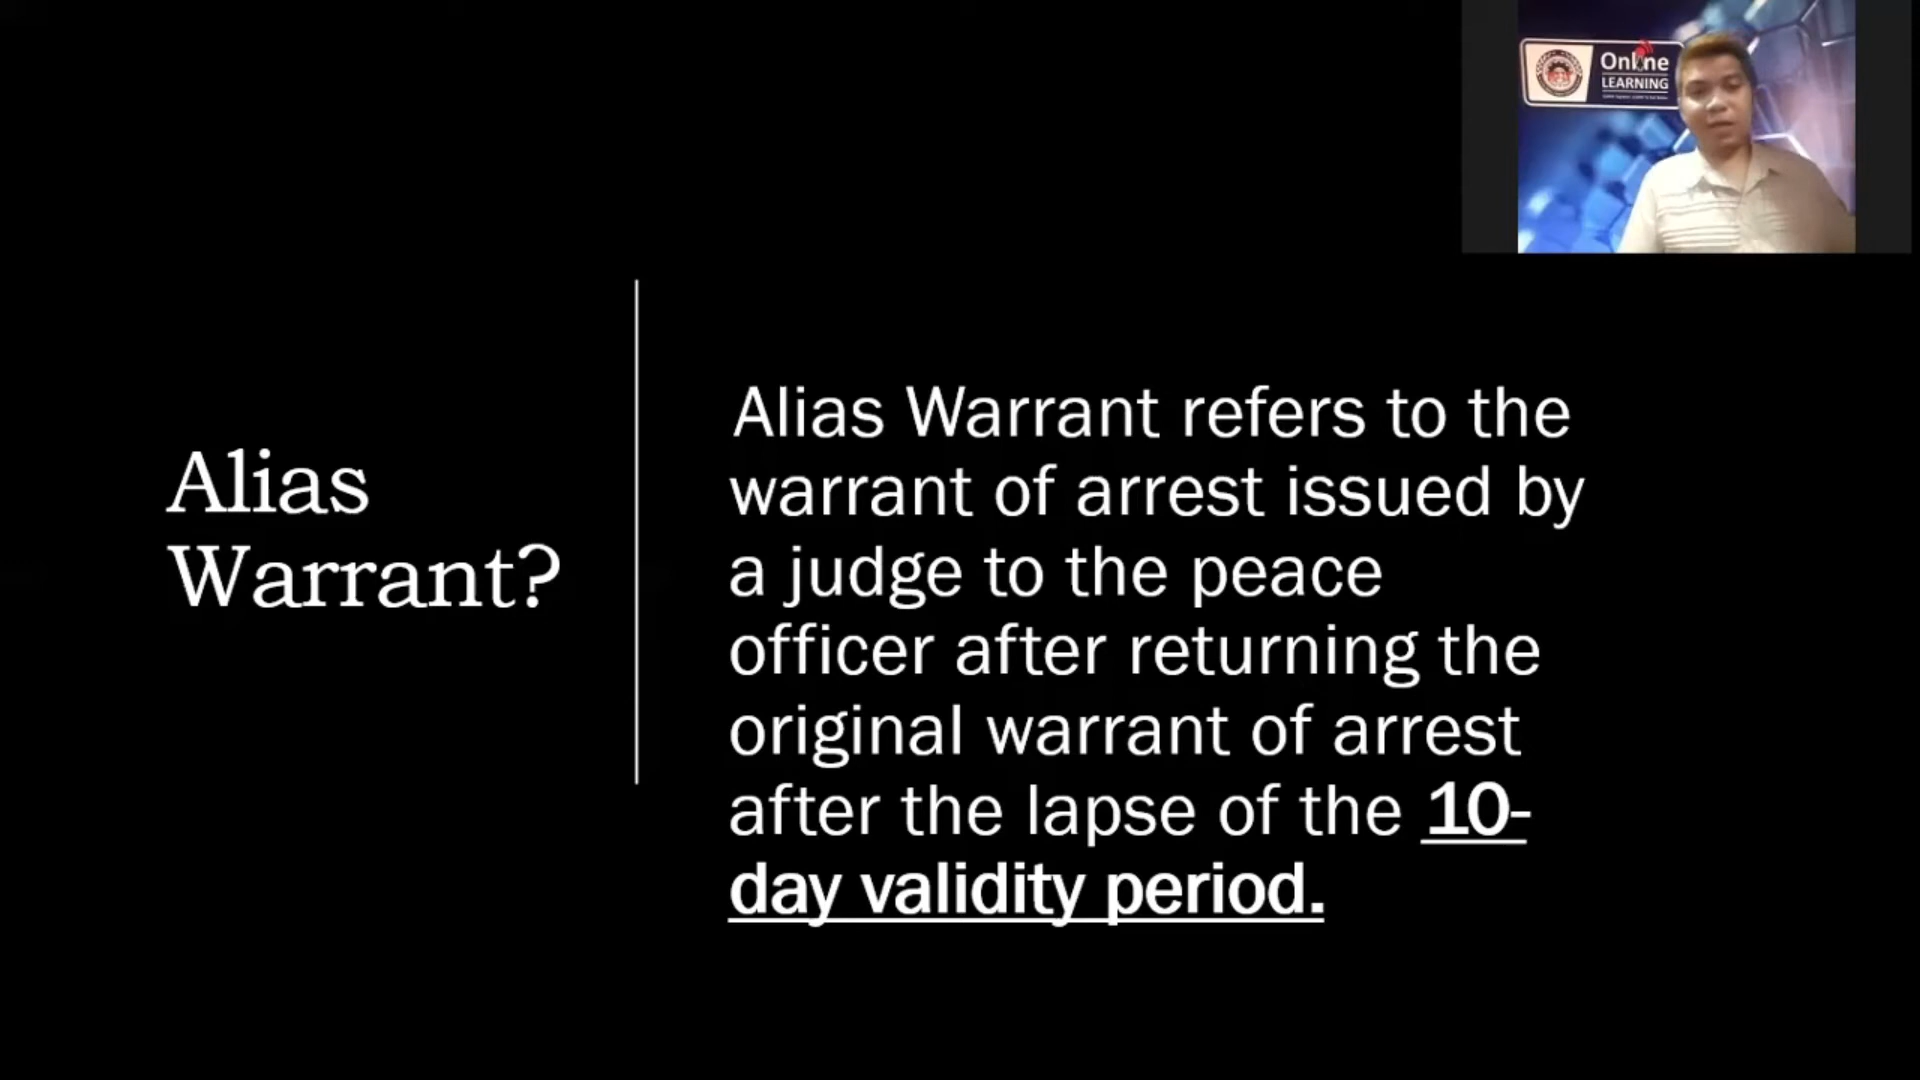 Online
LEARNING
Alias
Warrant?
Alias Warrant refers to the
warrant of arrest issued by
a judge to the peace
officer after returning the
original warrant of arrest
after the lapse of the 10-
day validity period.